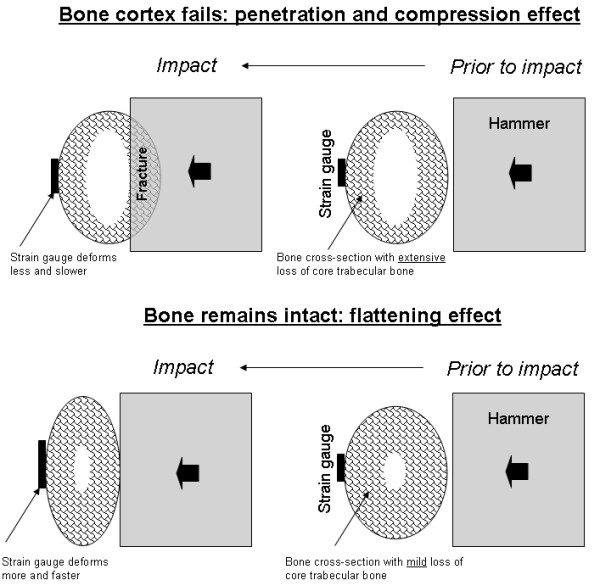 Bone cortex fails: penetration and compression effect
Impact
Prior to impact
Fracture
Strain gauge
Hammer
Strain gauge deforms
less and slower
Bone cross-section with extensive
loss of core trabecular bone
Bone remains intact: flattening effect
Impact
Prior to impact
Strain gauge
Hammer
Strain gauge deforms
more and faster
Bone cross-section with mild loss of
core trabecular bone